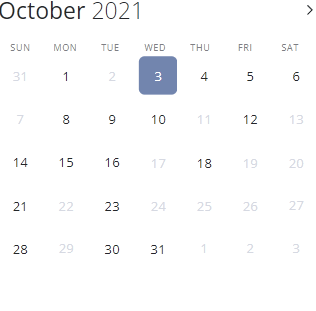 October 2021
SUN MON TUE WED THU FRI SAT
31 1 2 3 4 5 6
7 8 9 10 11 12 13
14 15 16 17 18 19 20
21 22 23 24 25 26 27
28 29 30 31 1 2 3